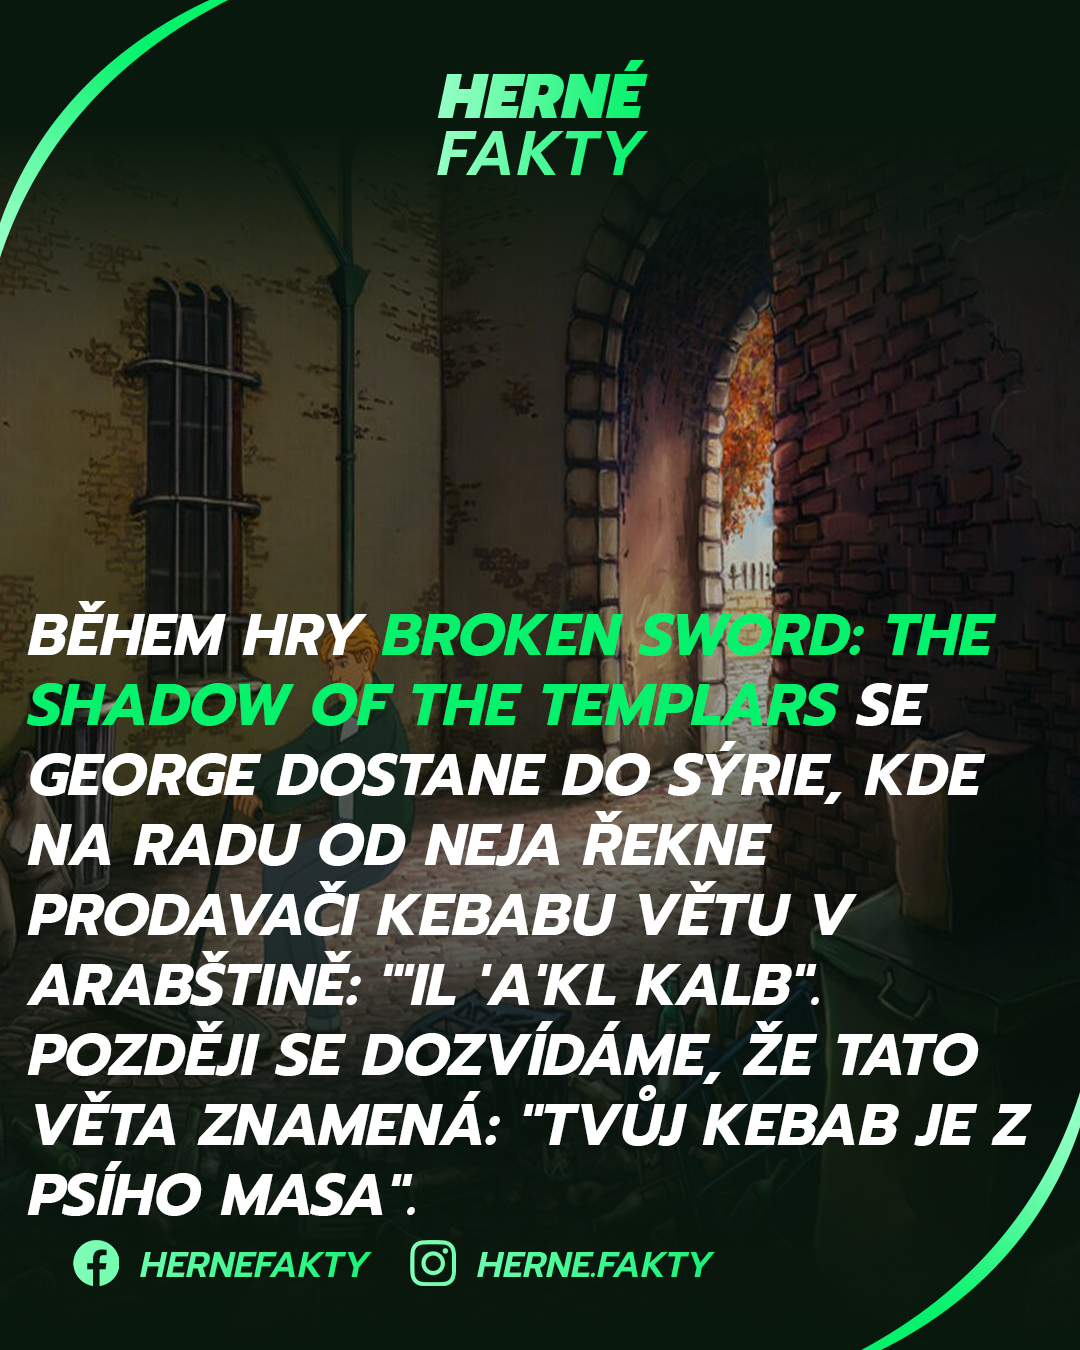 HERNÉ
FAKTY
BĚHEM HRY BROKEN SWORD: THE
SHADOW OF THE TEMPLARS SE
GEORGE DOSTANE DO SÝRIE, KDE
NA RADU OD NEJA ŘEKNE
PRODAVAČI KEBABU VĚTU V
ARABŠTINĚ: "'IL 'A'KL KALB".
POZDĚJI SE DOZVÍDÁME, ŽE TATO
VĚTA ZNAMENÁ: "TVŮJ KEBAB JE Z
PSÍHO MASA".
HERNEFAKTY HERNE.FAKTY